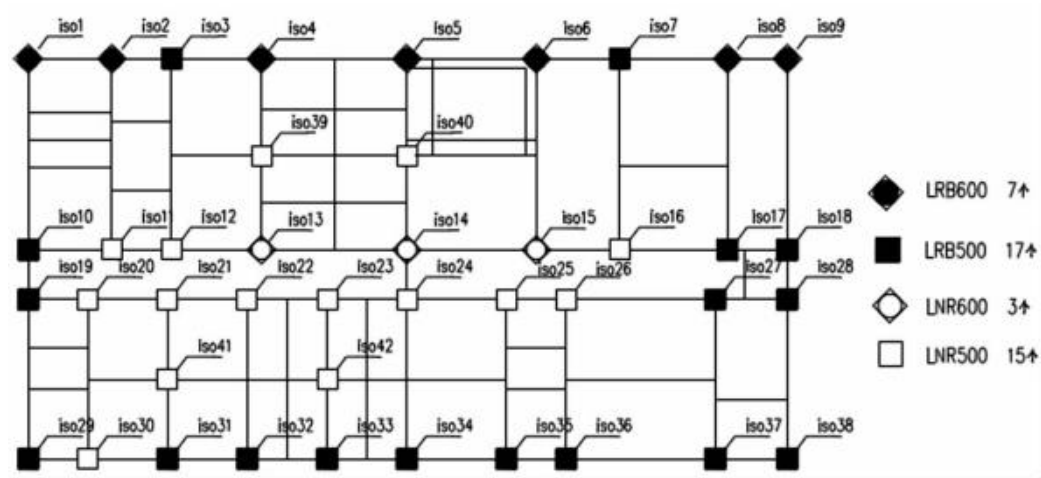 iso1 iso2 iso3 iso4 iso5 iso6 iso7 iso8 iso9
iso39 iso40
iso10 iso11 iso12 iso13 iso14 iso15 iso16 iso17 iso18
iso19 iso20 iso21 iso22 iso23 iso24 iso25 iso26 iso27 iso28
iso41 iso42
iso29 iso30 iso31 iso32 iso33 iso34 iso35 iso36 iso37 iso38
LRB600 7个
LRB500 17个
LNR600 3个
LNR500 15个